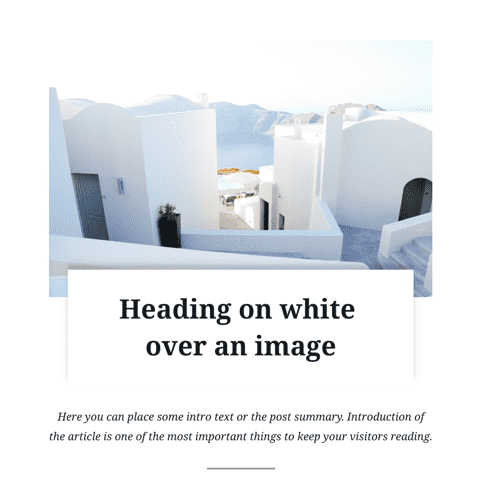 Heading on white
over an image
Here you can place some intro text or the post summary. Introduction of
the article is one of the most important things to keep your visitors reading.